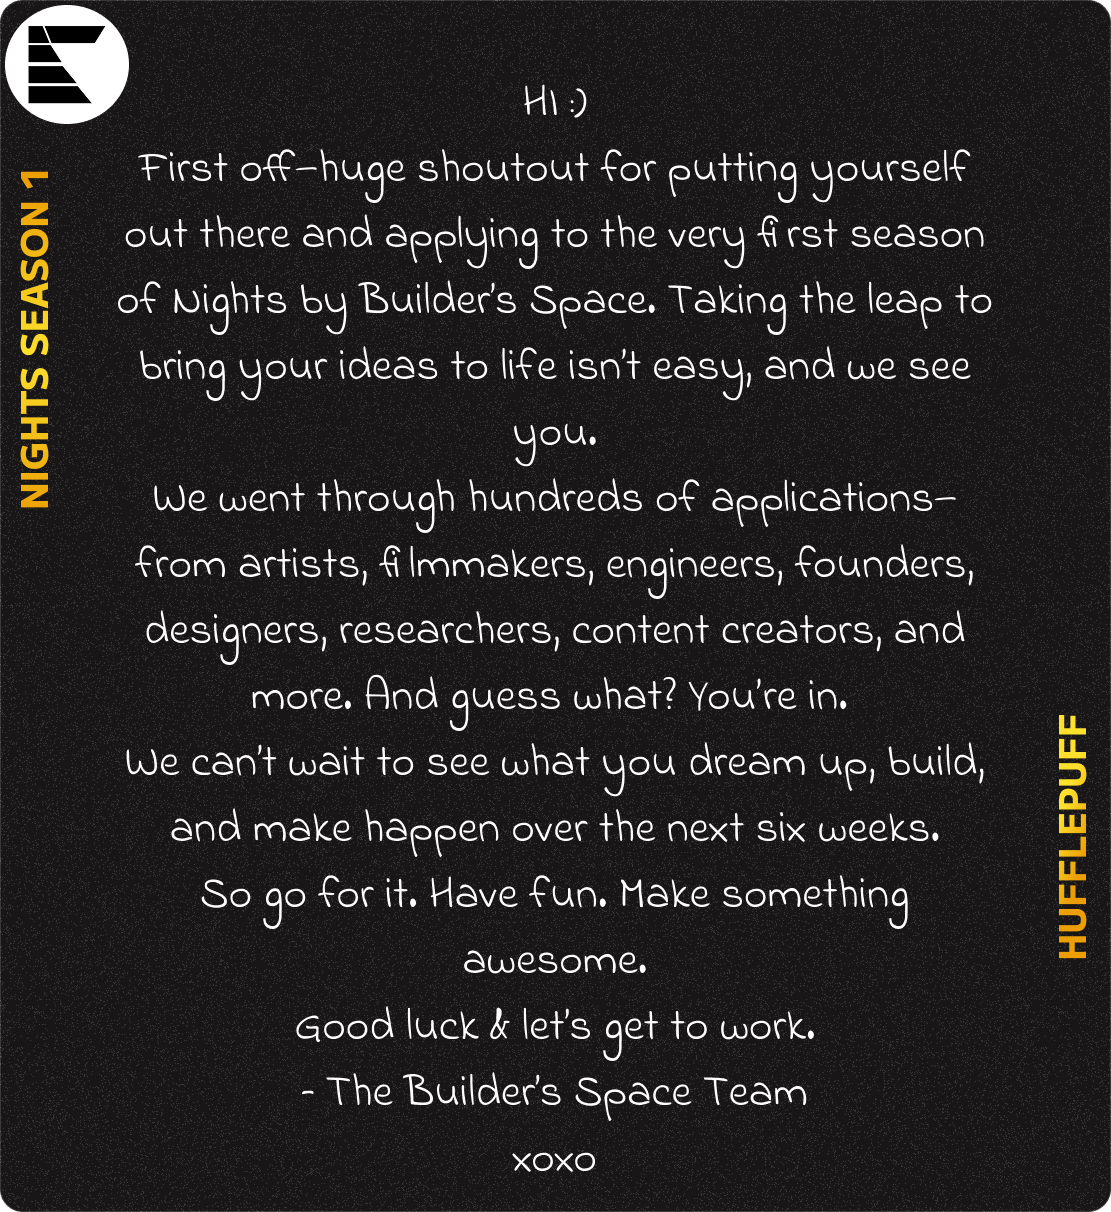 NIGHTS SEASON 1
Hi :)
First off—huge shoutout for putting yourself
out there and applying to the very first season
of Nights by Builder's Space. Taking the leap to
bring your ideas to life isn't easy, and we see
you.
We went through hundreds of applications—
from artists, filmmakers, engineers, founders,
designers, researchers, content creators, and
more. And guess what? You're in.
We can't wait to see what you dream up, build,
and make happen over the next six weeks.
So go for it. Have fun. Make something
awesome.
Good luck & let's get to work.
- The Builder's Space Team
xoxo
HUFFLEPUFF